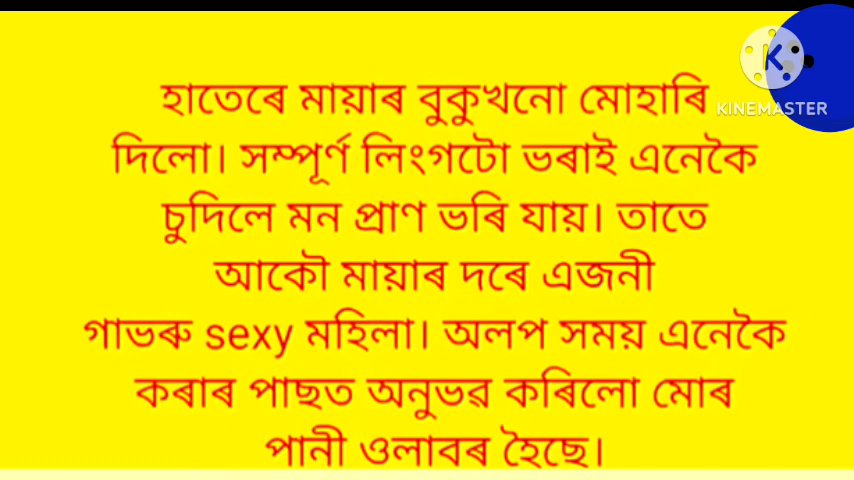 KINEMASTER
হাতেৰে মায়াৰ বুকুখনো মোহাৰি
দিলো। সম্পূৰ্ণ লিংগটো ভৰাই এনেকৈ
চুদিলে মন প্ৰাণ ভৰি যায়। তাতে
আকৌ মায়াৰ দৰে এজনী
গাভৰু sexy মহিলা। অলপ সময় এনেকৈ
কৰাৰ পাছত অনুভৱ কৰিলো মোৰ
পানী ওলাবৰ হৈছে।